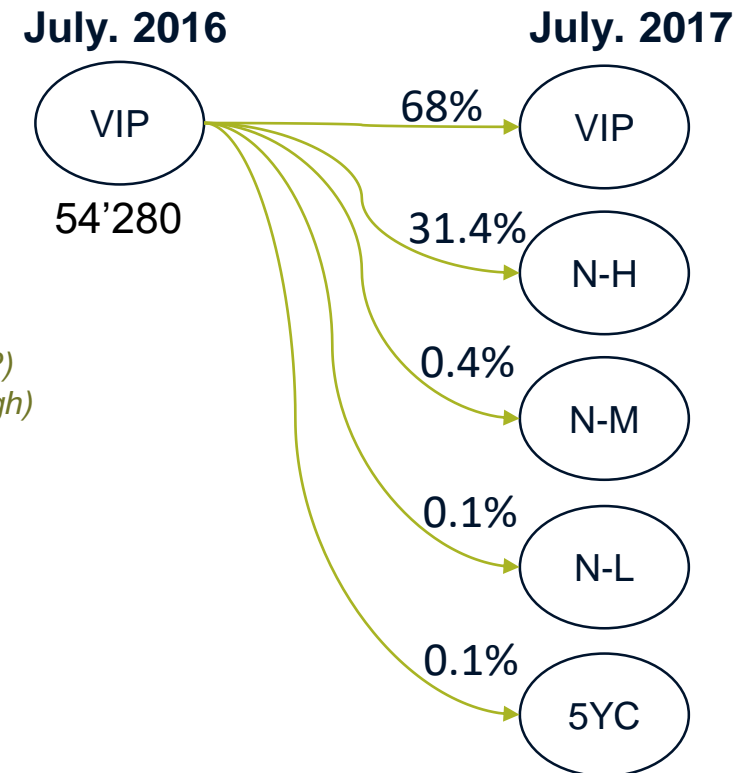 July. 2016
July. 2017
VIP
68%
VIP
54’280
31.4%
N-H
0.4%
N-M
0.1%
N-L
0.1%
5YC